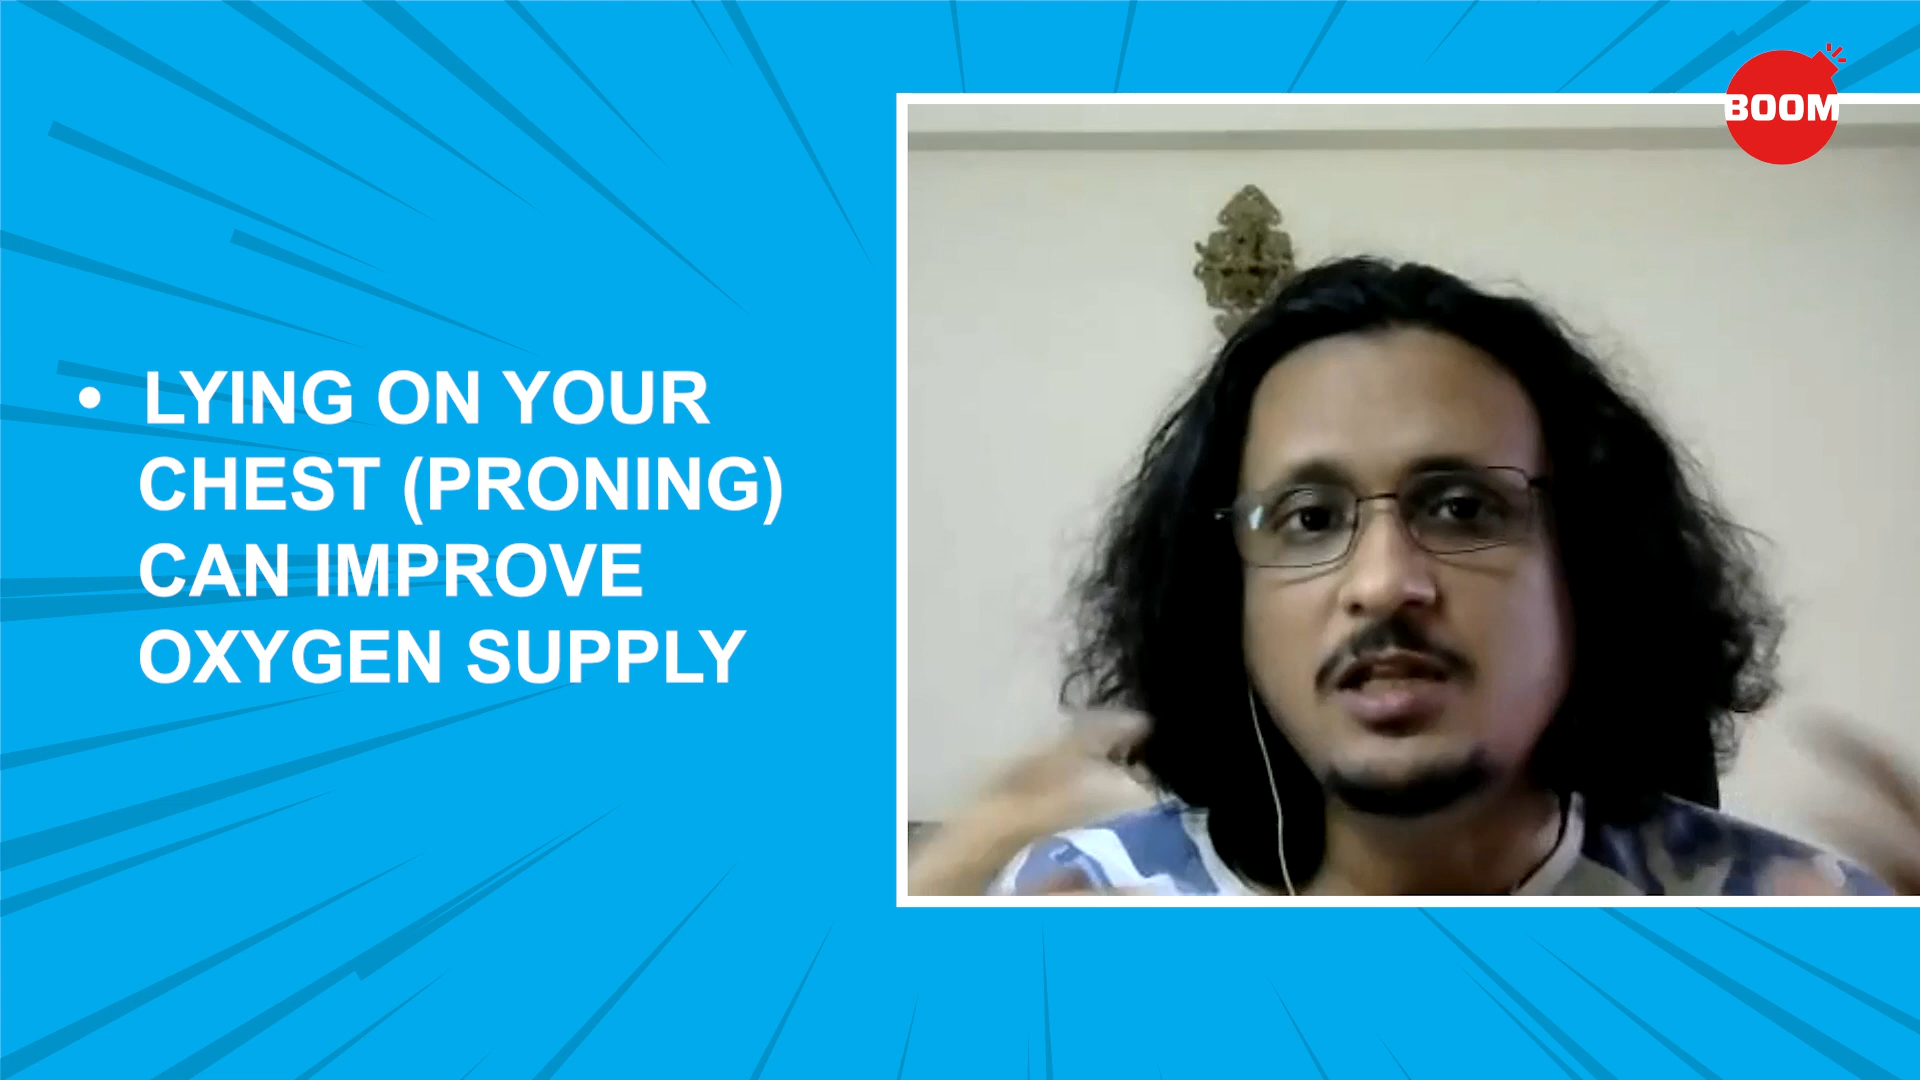 BOOM
• LYING ON YOUR
CHEST (PRONING)
CAN IMPROVE
OXYGEN SUPPLY